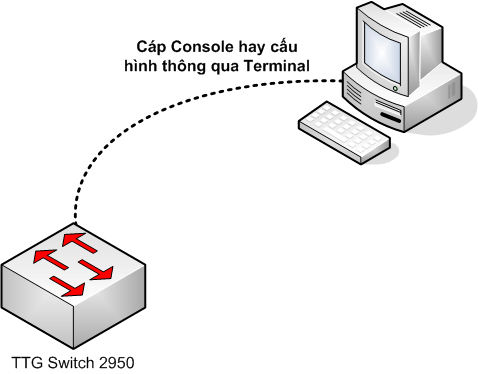 Cáp Console hay cấu
hình thông qua Terminal
TTG Switch 2950